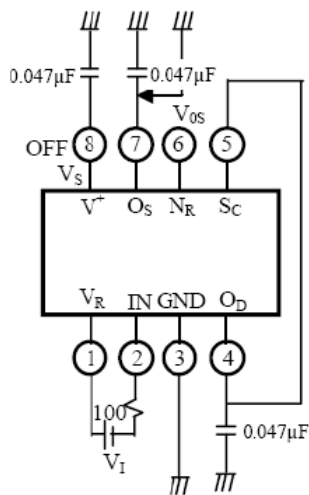 0.047μF
0.047μF
V0S
OFF
8
7
6
5
VS
V+
OS
NR
SC
VR
IN
GND
OD
1
2
3
4
100
VI
0.047μF